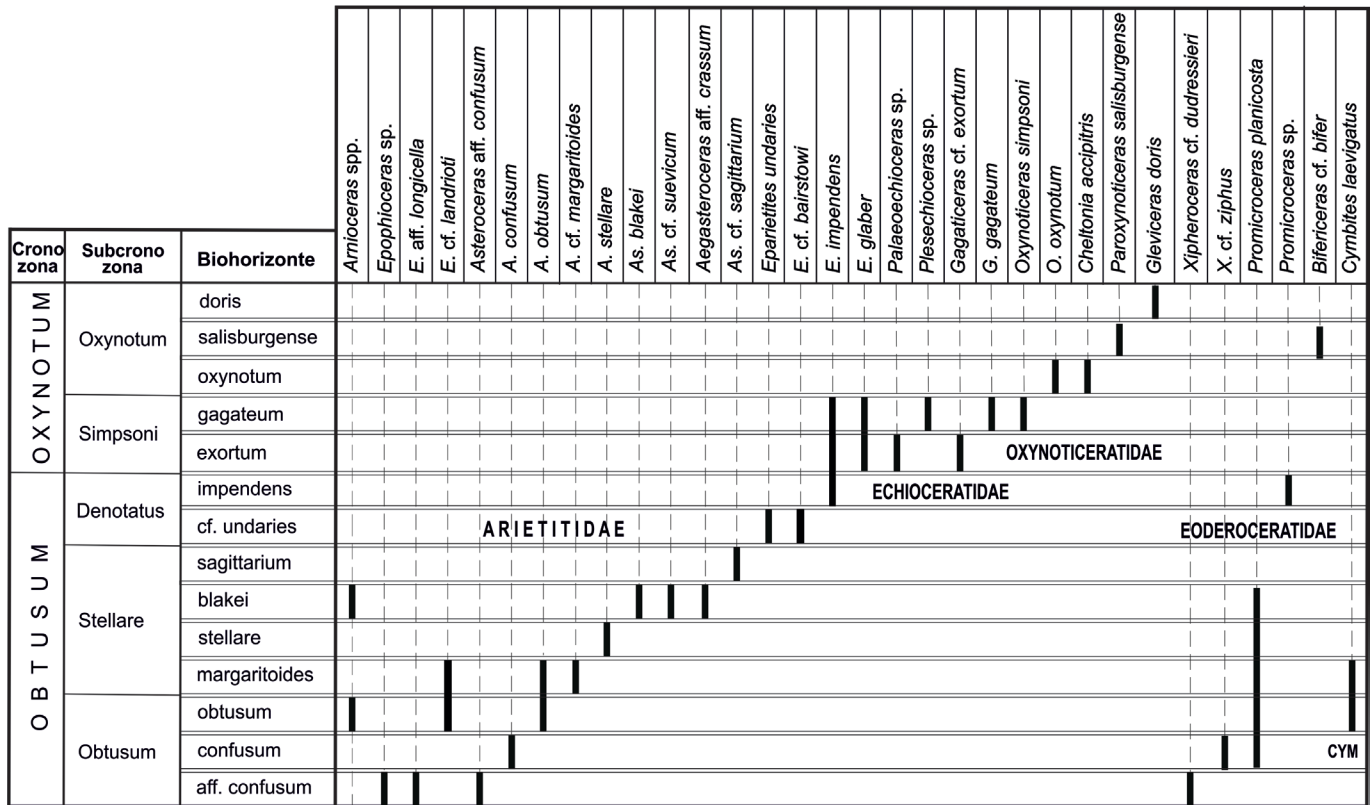 Arnioceras spp.
Epophioceras sp.
E. aff. longicella
E. cf. landrioti
Asteroceras aff. confusum
A. confusum
A. obtusum
A. cf. margaritoides
A. stellare
As. blakei
As. cf. suevicum
Aegasteroceras aff. crassum
As. cf. sagittarium
Eparietites undaries
E. cf. bairstowi
E. impendens
E. glaber
Palaeoechioceras sp.
Plesechioceras sp.
Gagaticeras cf. exortum
G. gagateum
Oxynoticeras simpsoni
O. oxynotum
Cheltonia accipitris
Paroxynoticeras salisburgense
Gleviceras doris
Xipheroceras cf. dudressieri
X. cf. ziphus
Promicroceras planicosta
Promicroceras sp.
Bifericeras cf. bifer
Cymbites laevigatus
Crono
zona
Subcrono
zona
Biohorizonte
OXYNOTUM
Oxynotum
doris
salisburgense
oxynotum
Simpsoni
gagateum
exortum
OXYNOTICERATIDAE
OBTUSUM
Denotatus
impendens
ECHIOCERATIDAE
cf. undaries
ARIETITIDAE
EODEROCERATIDAE
Stellare
sagittarium
blakei
stellare
margaritoides
Obtusum
obtusum
confusum
CYM
aff. confusum